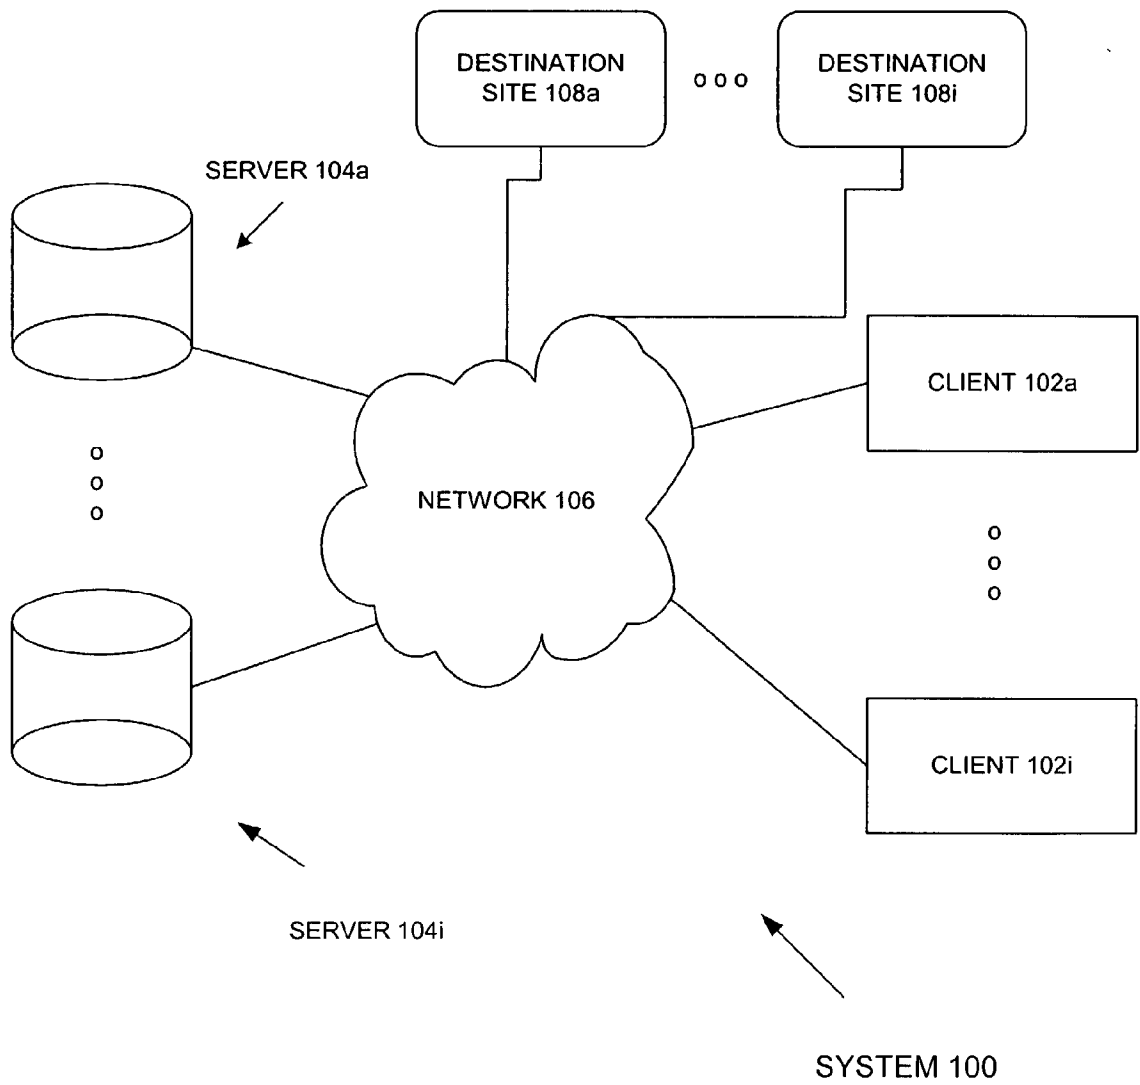 DESTINATION
SITE 108a
o o o
DESTINATION
SITE 108i
SERVER 104a
CLIENT 102a
o
o
o
NETWORK 106
o
o
o
CLIENT 102i
SERVER 104i
SYSTEM 100